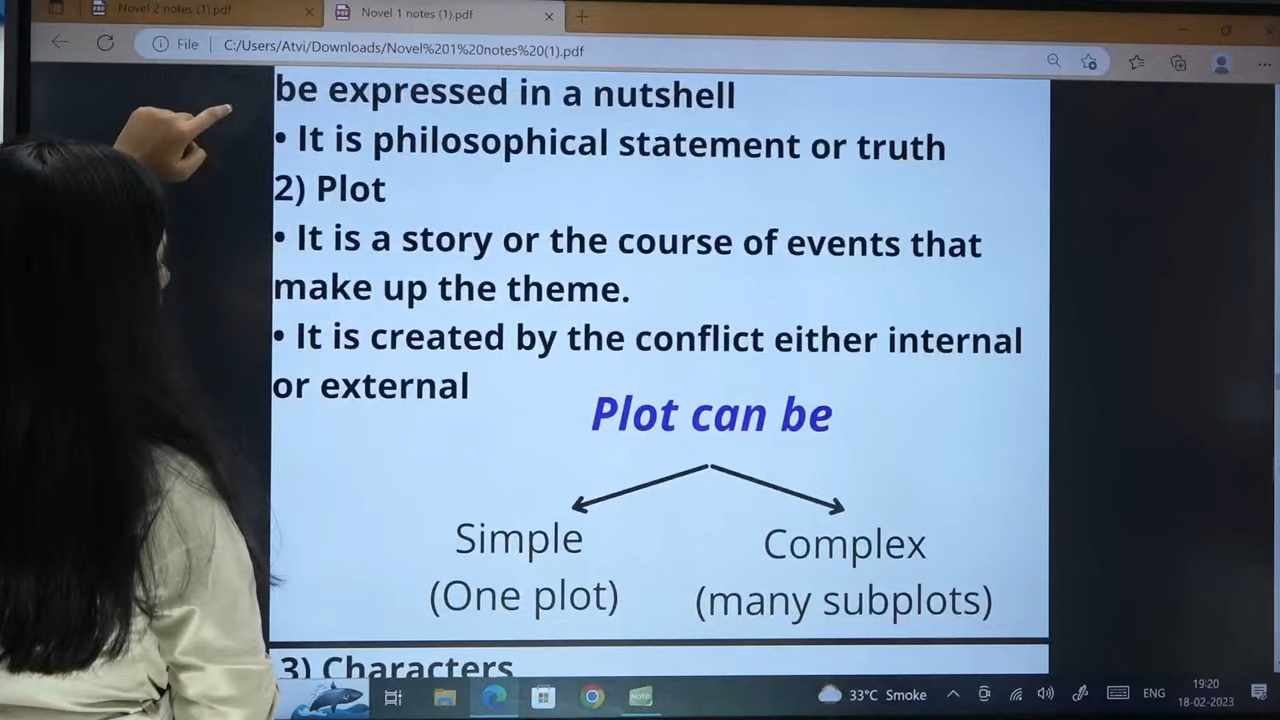 Novel 2 notes (1).pdf
Novel 1 notes (1).pdf
File
C:/Users/Atvi/Downloads/Novel%201%20notes%20(1).pdf
be expressed in a nutshell
• It is philosophical statement or truth
2) Plot
• It is a story or the course of events that
make up the theme.
• It is created by the conflict either internal
or external
Plot can be
Simple
Complex
(One plot)
(many subplots)
3) Characters
Note
33°C Smoke
ENG
19:20
18-02-2023